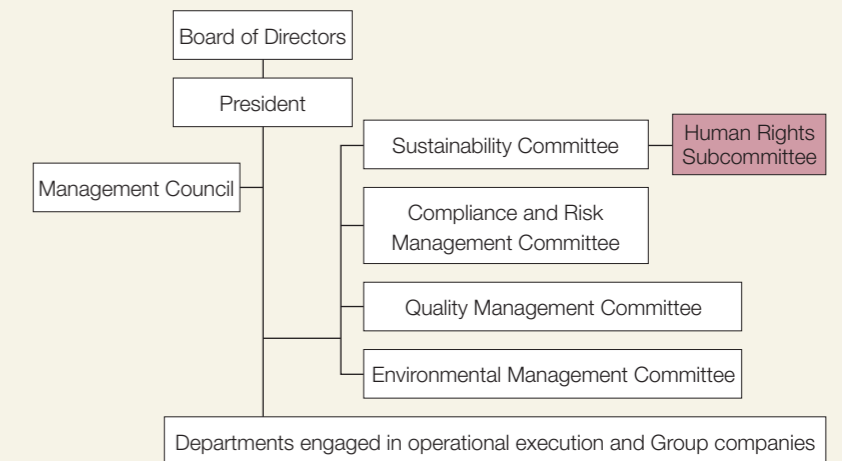 Board of Directors
President
Management Council
Sustainability Committee
Human Rights
Subcommittee
Compliance and Risk
Management Committee
Quality Management Committee
Environmental Management Committee
Departments engaged in operational execution and Group companies